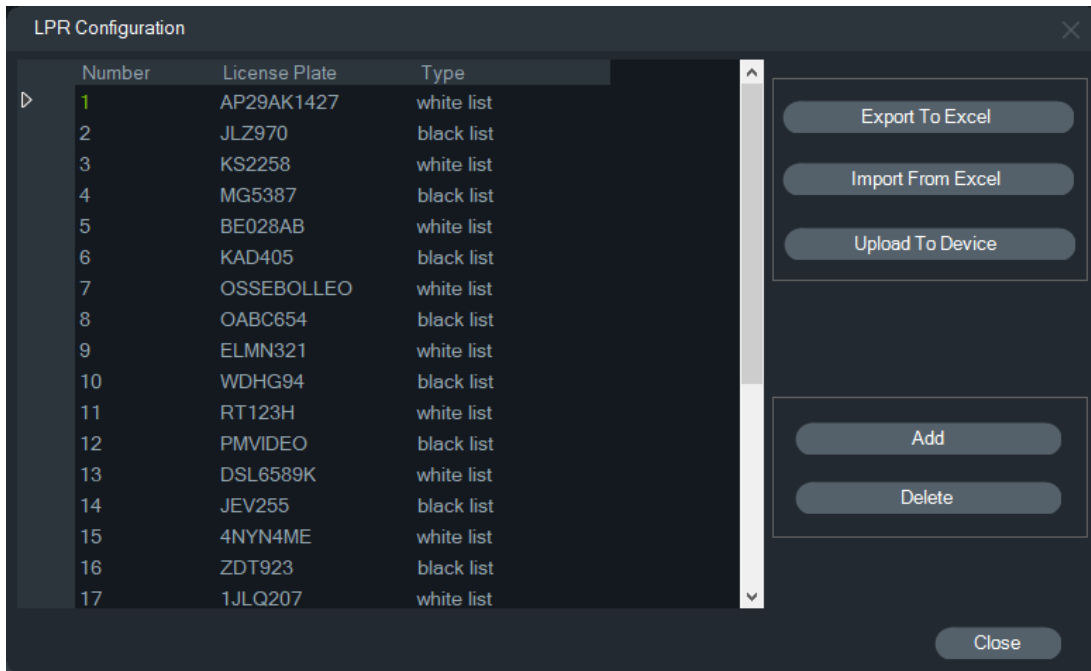 LPR Configuration
Number License Plate Type
1 AP29AK1427 white list
2 JLZ970 black list
3 KS2258 white list
4 MG5387 black list
5 BE028AB white list
6 KAD405 black list
7 OSSEBOLLEO white list
8 OABC654 black list
9 ELMN321 white list
10 WDHG94 black list
11 RT123H white list
12 PMVIDEO black list
13 DSL6589K white list
14 JEV255 black list
15 4NYN4ME white list
16 ZDT923 black list
17 1JLQ207 white list
Export To Excel
Import From Excel
Upload To Device
Add
Delete
Close